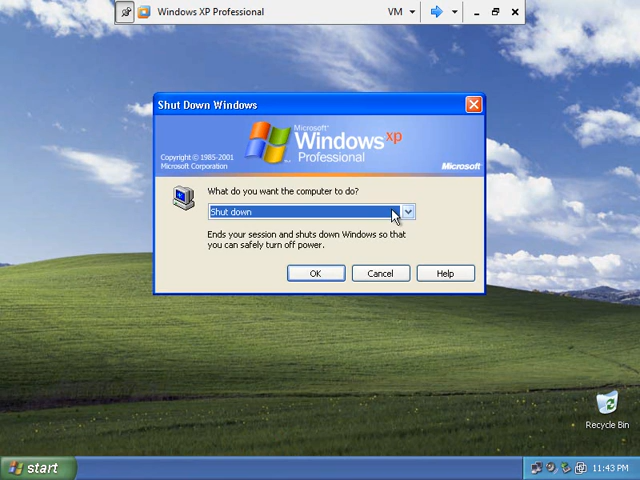 Windows XP Professional
VM
Shut Down Windows
Microsoft
Windows xp
Professional
Copyright © 1985-2001
Microsoft Corporation
Microsoft
What do you want the computer to do?
Shut down
Ends your session and shuts down Windows so that
you can safely turn off power.
OK
Cancel
Help
Recycle Bin
start
11:43 PM